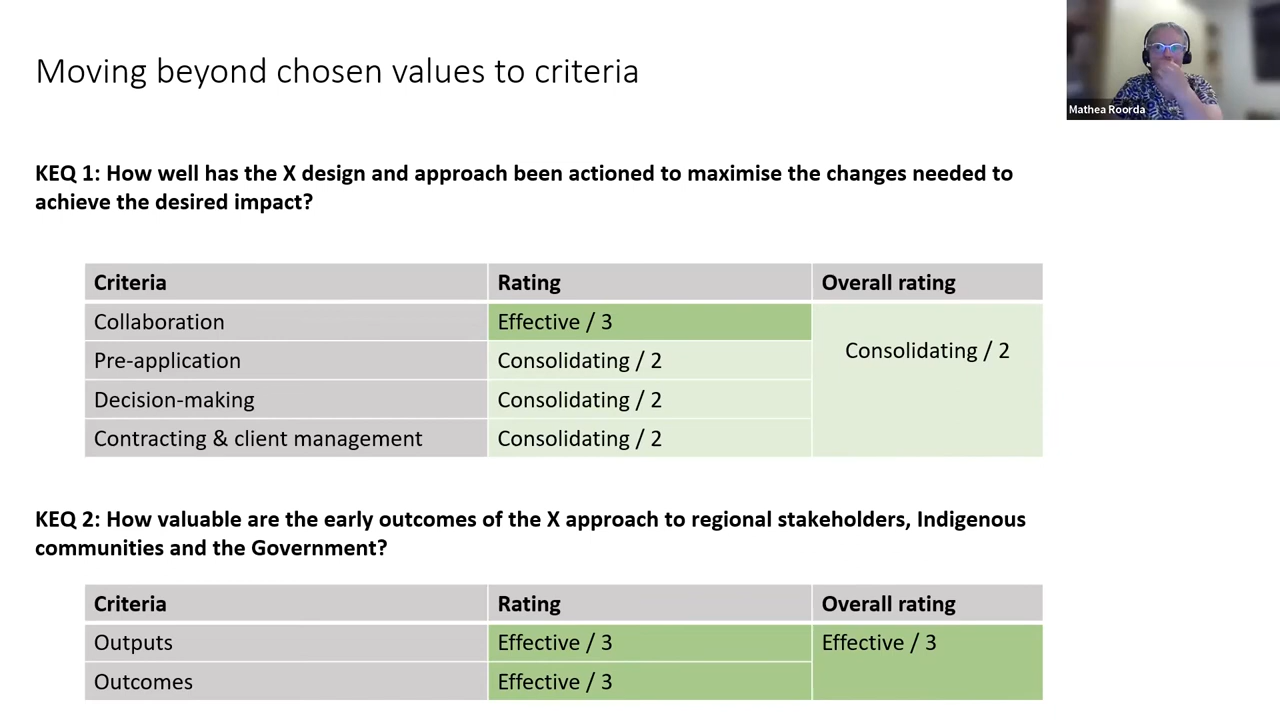 Moving beyond chosen values to criteria
Mathea Roorda
KEQ 1: How well has the X design and approach been actioned to maximise the changes needed to
achieve the desired impact?
Criteria Rating Overall rating
Collaboration Effective / 3
Consolidating / 2
Pre-application Consolidating / 2
Decision-making Consolidating / 2
Contracting & client management Consolidating / 2
KEQ 2: How valuable are the early outcomes of the X approach to regional stakeholders, Indigenous
communities and the Government?
Criteria Rating Overall rating
Outputs Effective / 3 Effective / 3
Outcomes Effective / 3